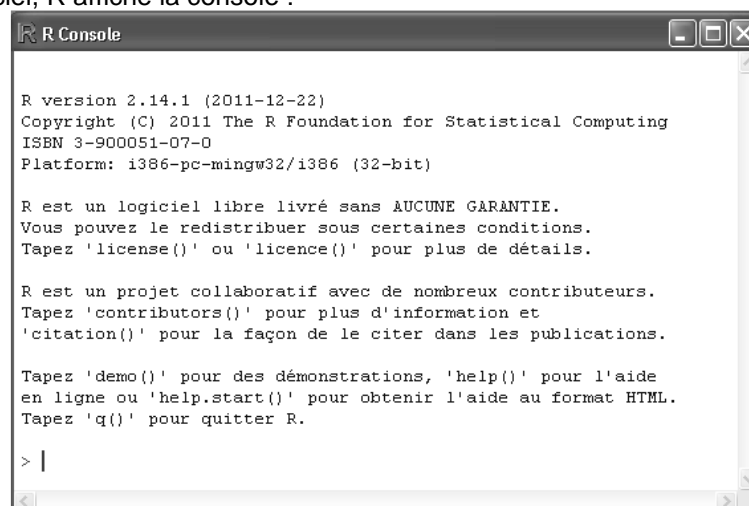 R affiche la console :
R Console
R version 2.14.1 (2011-12-22)
Copyright (C) 2011 The R Foundation for Statistical Computing
ISBN 3-900051-07-0
Platform: i386-pc-mingw32/i386 (32-bit)
R est un logiciel libre livré sans AUCUNE GARANTIE.
Vous pouvez le redistribuer sous certaines conditions.
Tapez 'license()' ou 'licence()' pour plus de détails.
R est un projet collaboratif avec de nombreux contributeurs.
Tapez 'contributors()' pour plus d'information et
'citation()' pour la façon de le citer dans les publications.
Tapez 'demo()' pour des démonstrations, 'help()' pour l'aide
en ligne ou 'help.start()' pour obtenir l'aide au format HTML.
Tapez 'q()' pour quitter R.
>